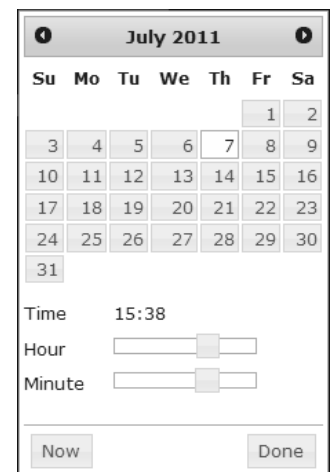 July 2011
Su Mo Tu We Th Fr Sa
1 2
3 4 5 6 7 8 9
10 11 12 13 14 15 16
17 18 19 20 21 22 23
24 25 26 27 28 29 30
31
Time 15:38
Hour
Minute
Now Done